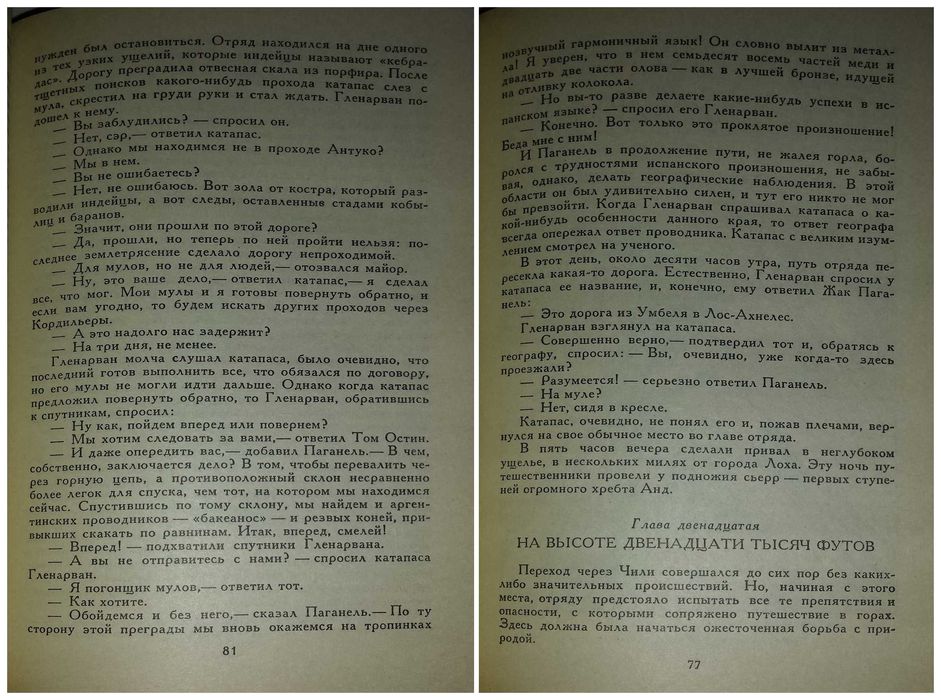 нужден был остановиться. Отряд находился на дне одного
из тех узких ущелий, которые индейцы называют «кебра-
дас». Дорогу преградила отвесная скала из порфира. После
тщетных поисков какого-нибудь прохода катапас слез с
мула, скрестил на груди руки и стал ждать. Гленарван по-
дошел к нему.
— Вы заблудились? — спросил он.
— Нет, сэр,— ответил катапас.
— Однако мы находимся не в проходе Антуко?
— Мы в нем.
— Вы не ошибаетесь?
— Нет, не ошибаюсь. Вот зола от костра, который раз-
водили индейцы, а вот следы, оставленные стадами кобы-
лиц и баранов.
— Значит, они прошли по этой дороге?
— Да, прошли, но теперь по ней пройти нельзя: по-
следнее землетрясение сделало дорогу непроходимой.
— Для мулов, но не для людей,— отозвался майор.
— Ну, это ваше дело,— ответил катапас,— я сделал
все, что мог. Мои мулы и я готовы повернуть обратно, и
если вам угодно, то будем искать других проходов через
Кордильеры.
— А это надолго нас задержит?
— На три дня, не менее.
Гленарван молча слушал катапаса, было очевидно, что
последний готов выполнить все, что обязался по договору,
но его мулы не могли идти дальше. Однако когда катапас
предложил повернуть обратно, то Гленарван, обратившись
к спутникам, спросил:
— Ну как, пойдем вперед или повернем?
— Мы хотим следовать за вами,— ответил Том Остин.
— И даже опередить вас,— добавил Паганель.— В чем,
собственно, заключается дело? В том, чтобы перевалить че-
рез горную цепь, а противоположный склон несравненно
более легок для спуска, чем тот, на котором мы находимся
сейчас. Спустившись по тому склону, мы найдем и арген-
тинских проводников — «бакеанос» — и резвых коней, при-
выкших скакать по равнинам. Итак, вперед, смелей!
— Вперед! — подхватили спутники Гленарвана.
— А вы не отправитесь с нами? — спросил катапаса
Гленарван.
— Я погонщик мулов,— ответил тот.
— Как хотите.
— Обойдемся и без него,— сказал Паганель.— По ту
сторону этой преграды мы вновь окажемся на тропинках
81
нозвучный гармоничный язык! Он словно вылит из метал-
ла! Я уверен, что в нем семьдесят восемь частей меди и
двадцать две части олова — как в лучшей бронзе, идущей
на отливку колокола.
— Но вы-то разве делаете какие-нибудь успехи в ис-
панском языке? — спросил его Гленарван.
— Конечно. Вот только это проклятое произношение!
Беда мне с ним!
И Паганель в продолжение пути, не жалея горла, бо-
ролся с трудностями испанского произношения, не забы-
вая, однако, делать географические наблюдения. В этой
области он был удивительно силен, и тут его никто не мог
бы превзойти. Когда Гленарван спрашивал катапаса о ка-
кой-нибудь особенности данного края, то ответ географа
всегда опережал ответ проводника. Катапас с великим изум-
лением смотрел на ученого.
В этот день, около десяти часов утра, путь отряда пе-
ресекла какая-то дорога. Естественно, Гленарван спросил у
катапаса ее название, и, конечно, ему ответил Жак Пага-
нель:
— Это дорога из Умбеля в Лос-Ахнелес.
Гленарван взглянул на катапаса.
— Совершенно верно,— подтвердил тот и, обратясь к
географу, спросил: — Вы, очевидно, уже когда-то здесь
проезжали?
— Разумеется! — серьезно ответил Паганель.
— На муле?
— Нет, сидя в кресле.
Катапас, очевидно, не понял его и, пожав плечами, вер-
нулся на свое обычное место во главе отряда.
В пять часов вечера сделали привал в неглубоком
ущелье, в нескольких милях от города Лоха. Эту ночь пу-
тешественники провели у подножия сьерр — первых ступе-
ней огромного хребта Анд.
Глава двенадцатая
НА ВЫСОТЕ ДВЕНАДЦАТИ ТЫСЯЧ ФУТОВ
Переход через Чили совершался до сих пор без каких-
либо значительных происшествий. Но, начиная с этого
места, отряду предстояло испытать все те препятствия и
опасности, с которыми сопряжено путешествие в горах.
Здесь должна была начаться ожесточенная борьба с при-
родой.
77